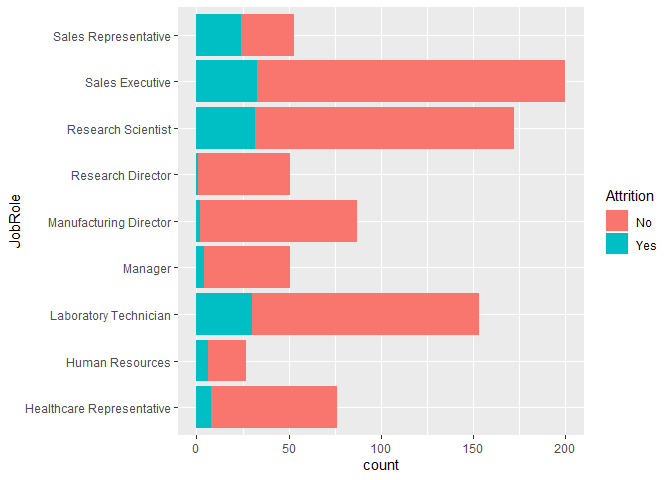 Sales Representative
Sales Executive
Research Scientist
Research Director
Manufacturing Director
Manager
Laboratory Technician
Human Resources
Healthcare Representative
JobRole
0 50 100 150 200
count
Attrition
No
Yes